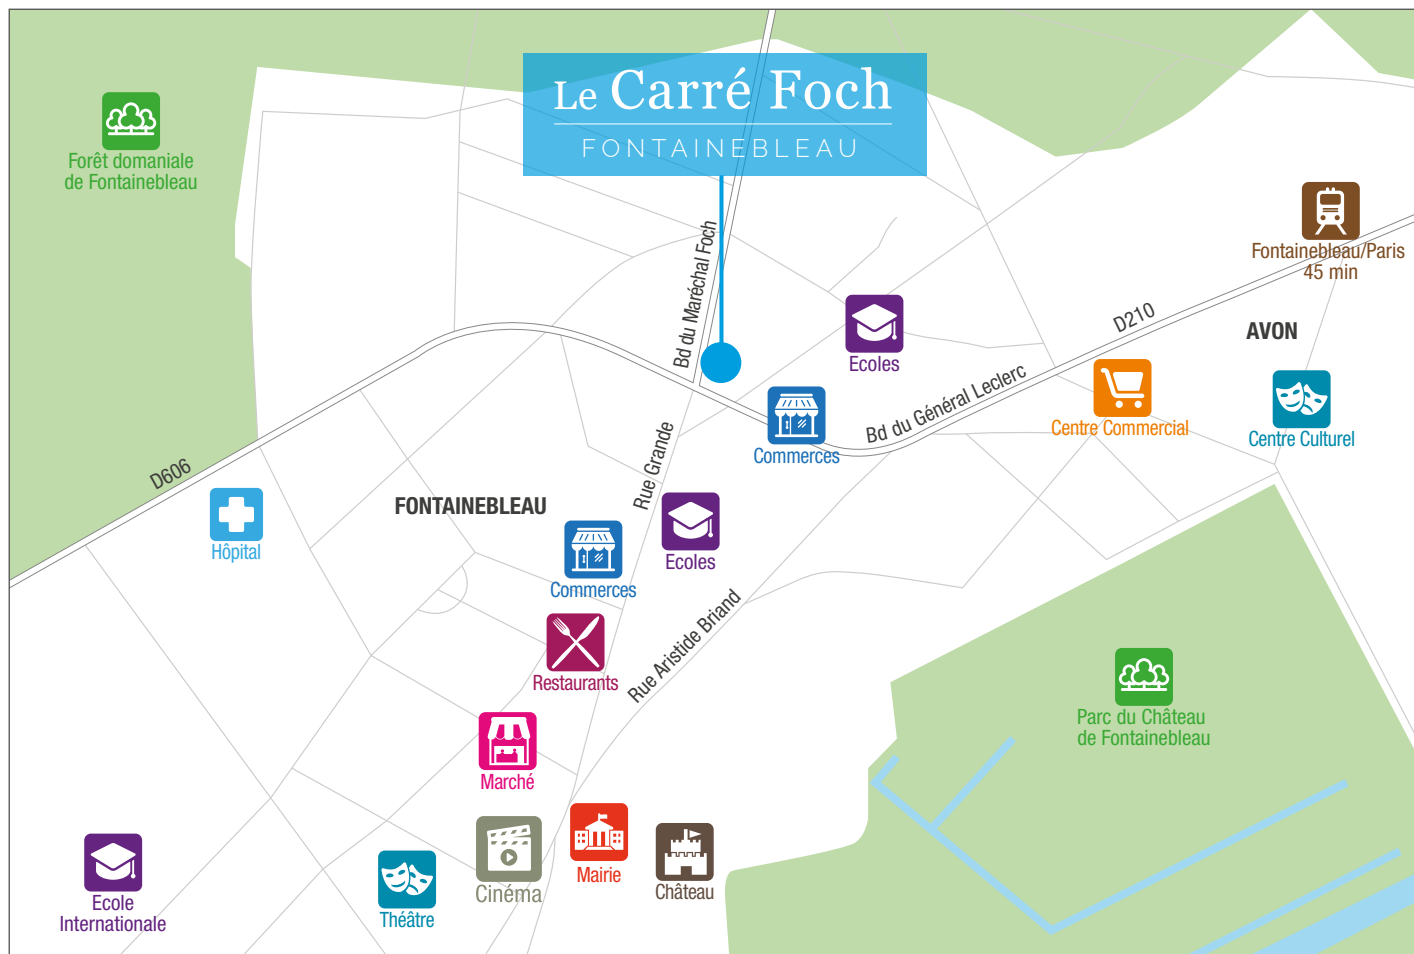 Le Carré Foch
FONTAINEBLEAU
Forêt domaniale
de Fontainebleau
Fontainebleau/Paris
45 min
Bd du Maréchal Foch
D210
AVON
Ecoles
Bd du Général Leclerc
Centre Commercial
Centre Culturel
Commerces
D606
Rue Grande
FONTAINEBLEAU
Hôpital
Ecoles
Commerces
Rue Aristide Briand
Restaurants
Parc du Château
de Fontainebleau
Marché
Mairie
Château
Cinéma
Théâtre
Ecole
Internationale